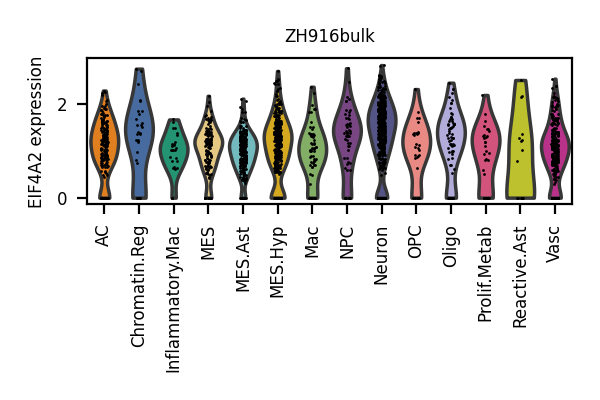 ZH916bulk
EIF4A2 expression
2
0
AC
Chromatin.Reg
Inflammatory.Mac
MES
MES.Ast
MES.Hyp
Mac
NPC
Neuron
OPC
Oligo
Prolif.Metab
Reactive.Ast
Vasc